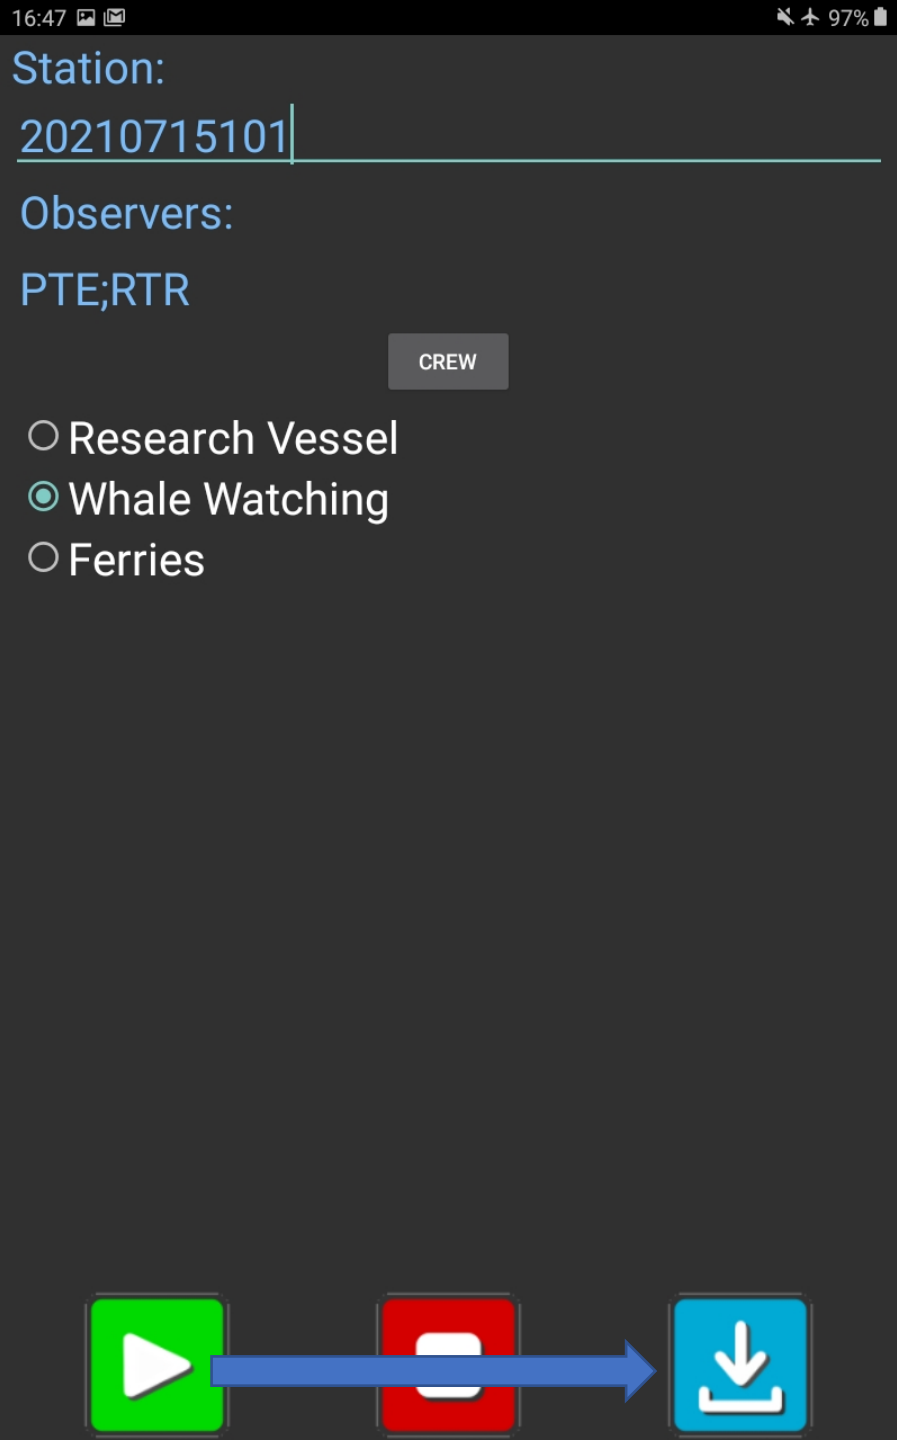 16:47 97%
Station:
20210715101
Observers:
PTE;RTR
CREW
Research Vessel
Whale Watching
Ferries